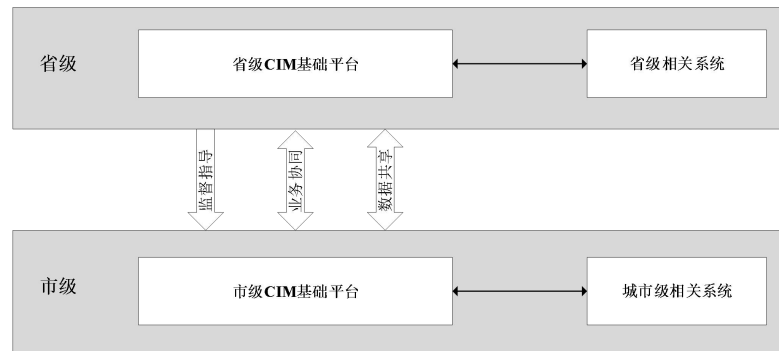 省级
省级CIM基础平台
省级相关系统
监督指导
业务协同
数据共享
市级
市级CIM基础平台
城市级相关系统